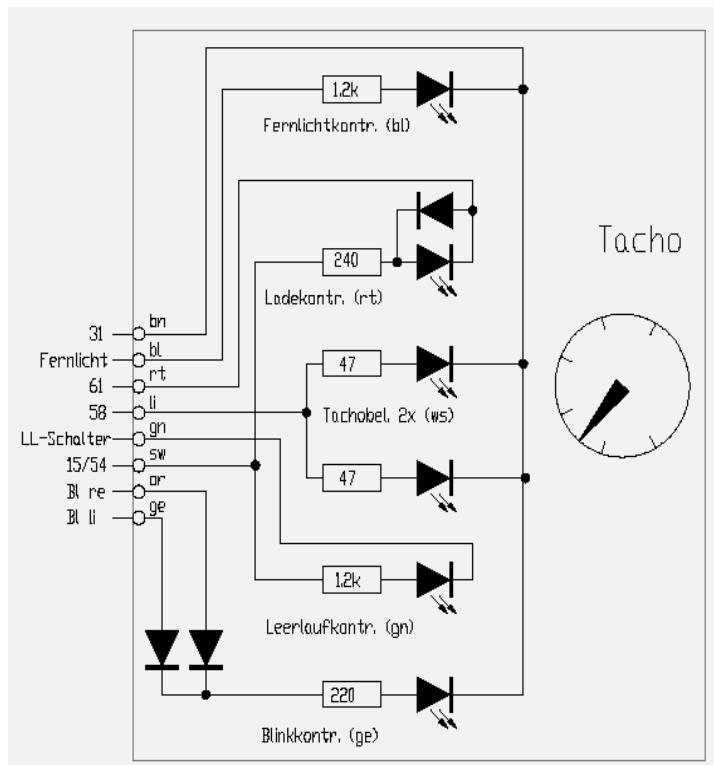 1.2k
Fernlichtkontr. (bl)
Tacho
240
Ladekontr. (rt)
31 bn
Fernlicht bl
61 rt
58 li
LL-Schalter gn
15/54 sw
Bl re or
Bl li ge
47
Tachobel. 2x (ws)
47
1.2k
Leerlaufkontr. (gn)
220
Blinkkontr. (ge)